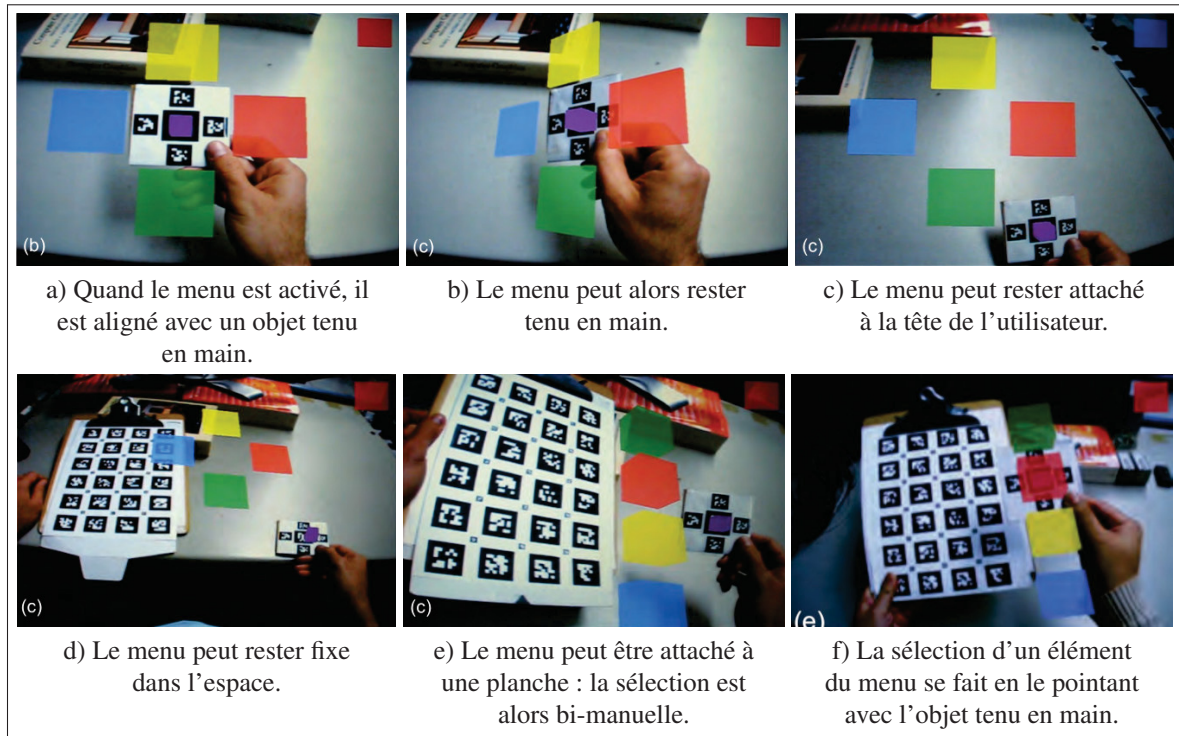 (b)
(c)
(c)
a) Quand le menu est activé, il
est aligné avec un objet tenu
en main.
b) Le menu peut alors rester
tenu en main.
c) Le menu peut rester attaché
à la tête de l’utilisateur.
(c)
(c)
(e)
d) Le menu peut rester fixe
dans l’espace.
e) Le menu peut être attaché à
une planche : la sélection est
alors bi-manuelle.
f) La sélection d’un élément
du menu se fait en le pointant
avec l’objet tenu en main.